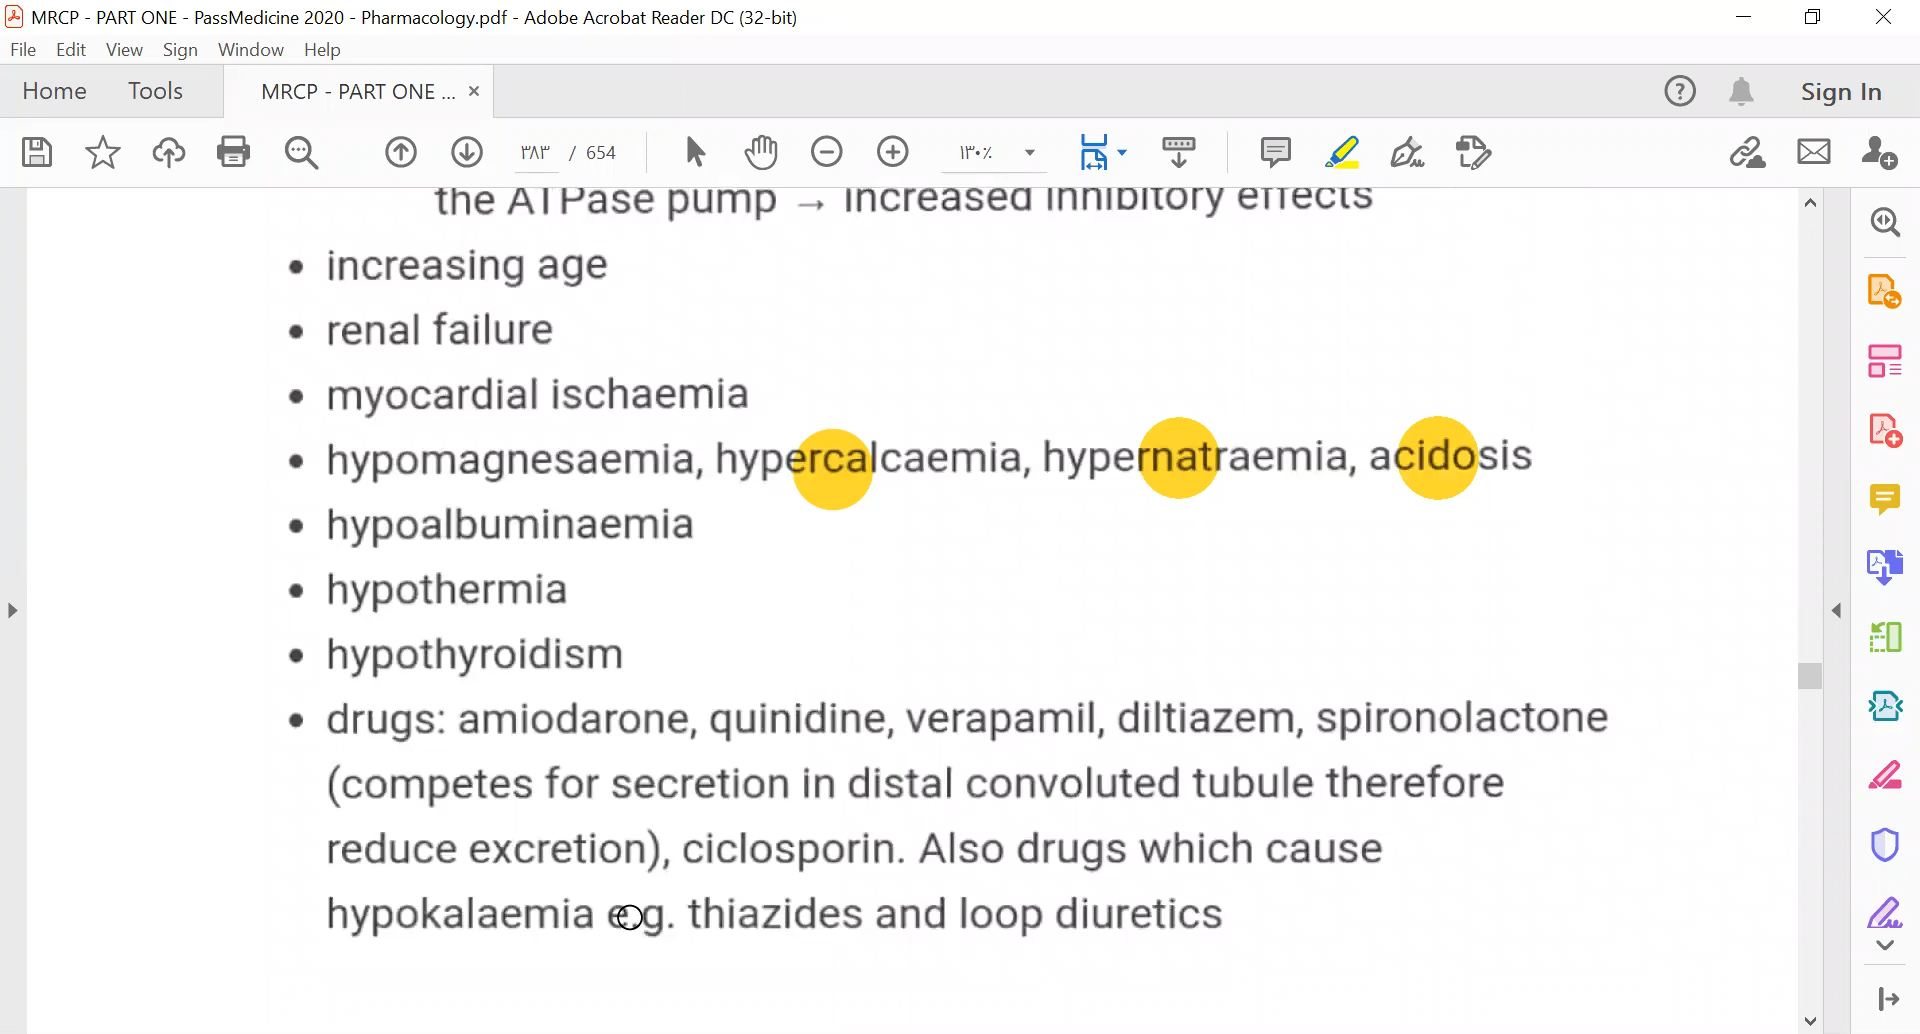 MRCP - PART ONE - PassMedicine 2020 - Pharmacology.pdf - Adobe Acrobat Reader DC (32-bit)
File Edit View Sign Window Help
Home Tools MRCP - PART ONE ... × Sign In
۳۸۳ / 654 ۱۳۰٪
the ATPase pump → increased inhibitory effects
• increasing age
• renal failure
• myocardial ischaemia
• hypomagnesaemia, hypercalcaemia, hypernatraemia, acidosis
• hypoalbuminaemia
• hypothermia
• hypothyroidism
• drugs: amiodarone, quinidine, verapamil, diltiazem, spironolactone
(competes for secretion in distal convoluted tubule therefore
reduce excretion), ciclosporin. Also drugs which cause
hypokalaemia e.g. thiazides and loop diuretics